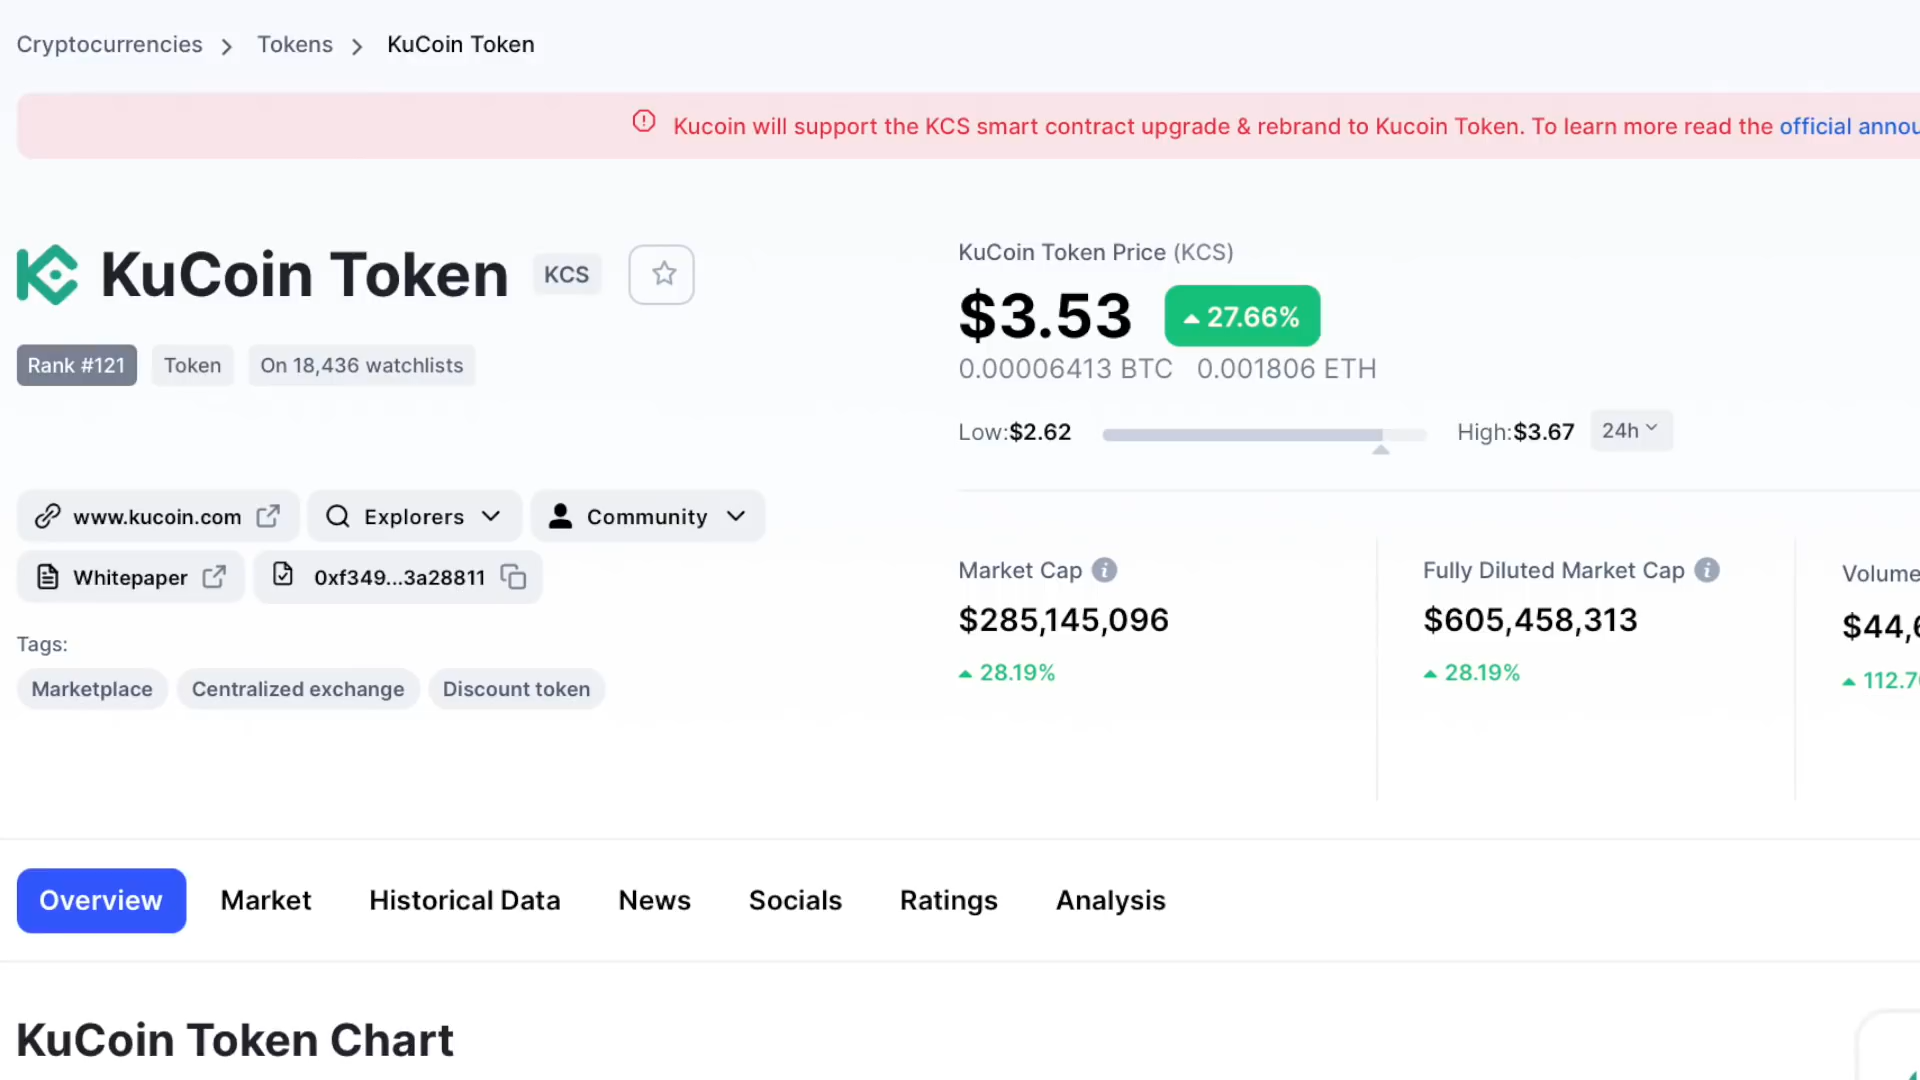 Cryptocurrencies > Tokens > KuCoin Token
Kucoin will support the KCS smart contract upgrade & rebrand to Kucoin Token. To learn more read the official
KuCoin Token KCS
Rank #121 Token On 18,436 watchlists
www.kucoin.com Explorers Community
Whitepaper 0xf349...3a28811
Tags:
Marketplace Centralized exchange Discount token
KuCoin Token Price (KCS)
$3.53 27.66%
0.00006413 BTC 0.001806 ETH
Low:$2.62 High:$3.67 24h
Market Cap
$285,145,096
28.19%
Fully Diluted Market Cap
$605,458,313
28.19%
Volume
Overview Market Historical Data News Socials Ratings Analysis
KuCoin Token Chart